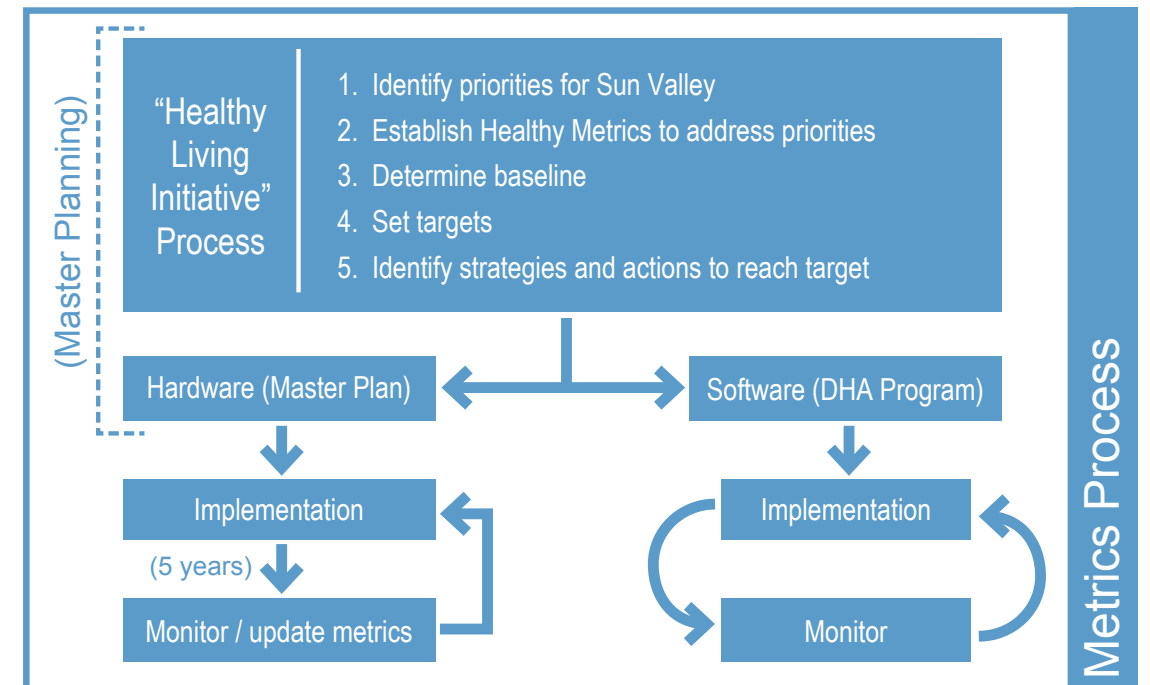 (Master Planning)
“Healthy
Living
Initiative”
Process
1. Identify priorities for Sun Valley
2. Establish Healthy Metrics to address priorities
3. Determine baseline
4. Set targets
5. Identify strategies and actions to reach target
Hardware (Master Plan)
Software (DHA Program)
Implementation
Implementation
(5 years)
Monitor / update metrics
Monitor
Metrics Process